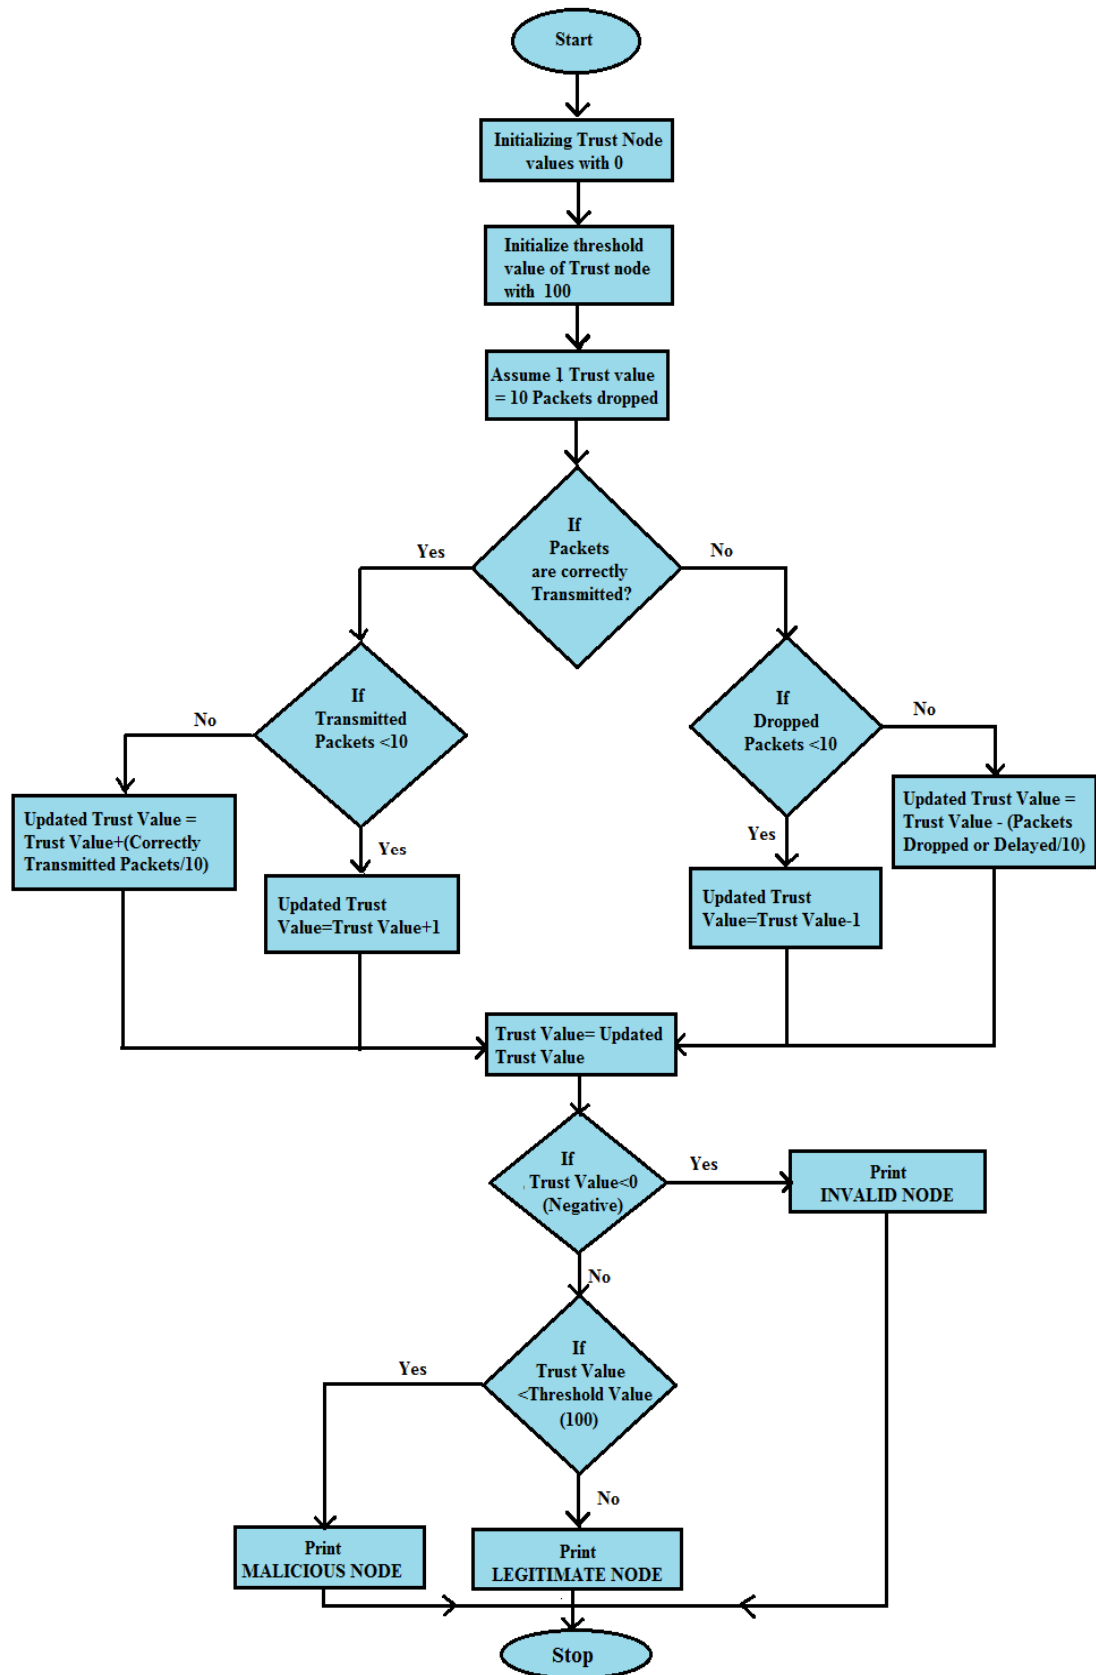 Start
Initializing Trust Node
values with 0
Initialize threshold
value of Trust node
with 100
Assume 1 Trust value
= 10 Packets dropped
If
Packets
are correctly
Transmitted?
Yes
No
If
Transmitted
Packets <10
No
Yes
If
Dropped
Packets <10
No
Yes
Updated Trust Value =
Trust Value+(Correctly
Transmitted Packets/10)
Updated Trust
Value=Trust Value+1
Updated Trust
Value=Trust Value-1
Updated Trust Value =
Trust Value - (Packets
Dropped or Delayed/10)
Trust Value= Updated
Trust Value
If
Trust Value<0
(Negative)
Yes
Print
INVALID NODE
No
If
Trust Value
<Threshold Value
(100)
Yes
No
Print
MALICIOUS NODE
Print
LEGITIMATE NODE
Stop